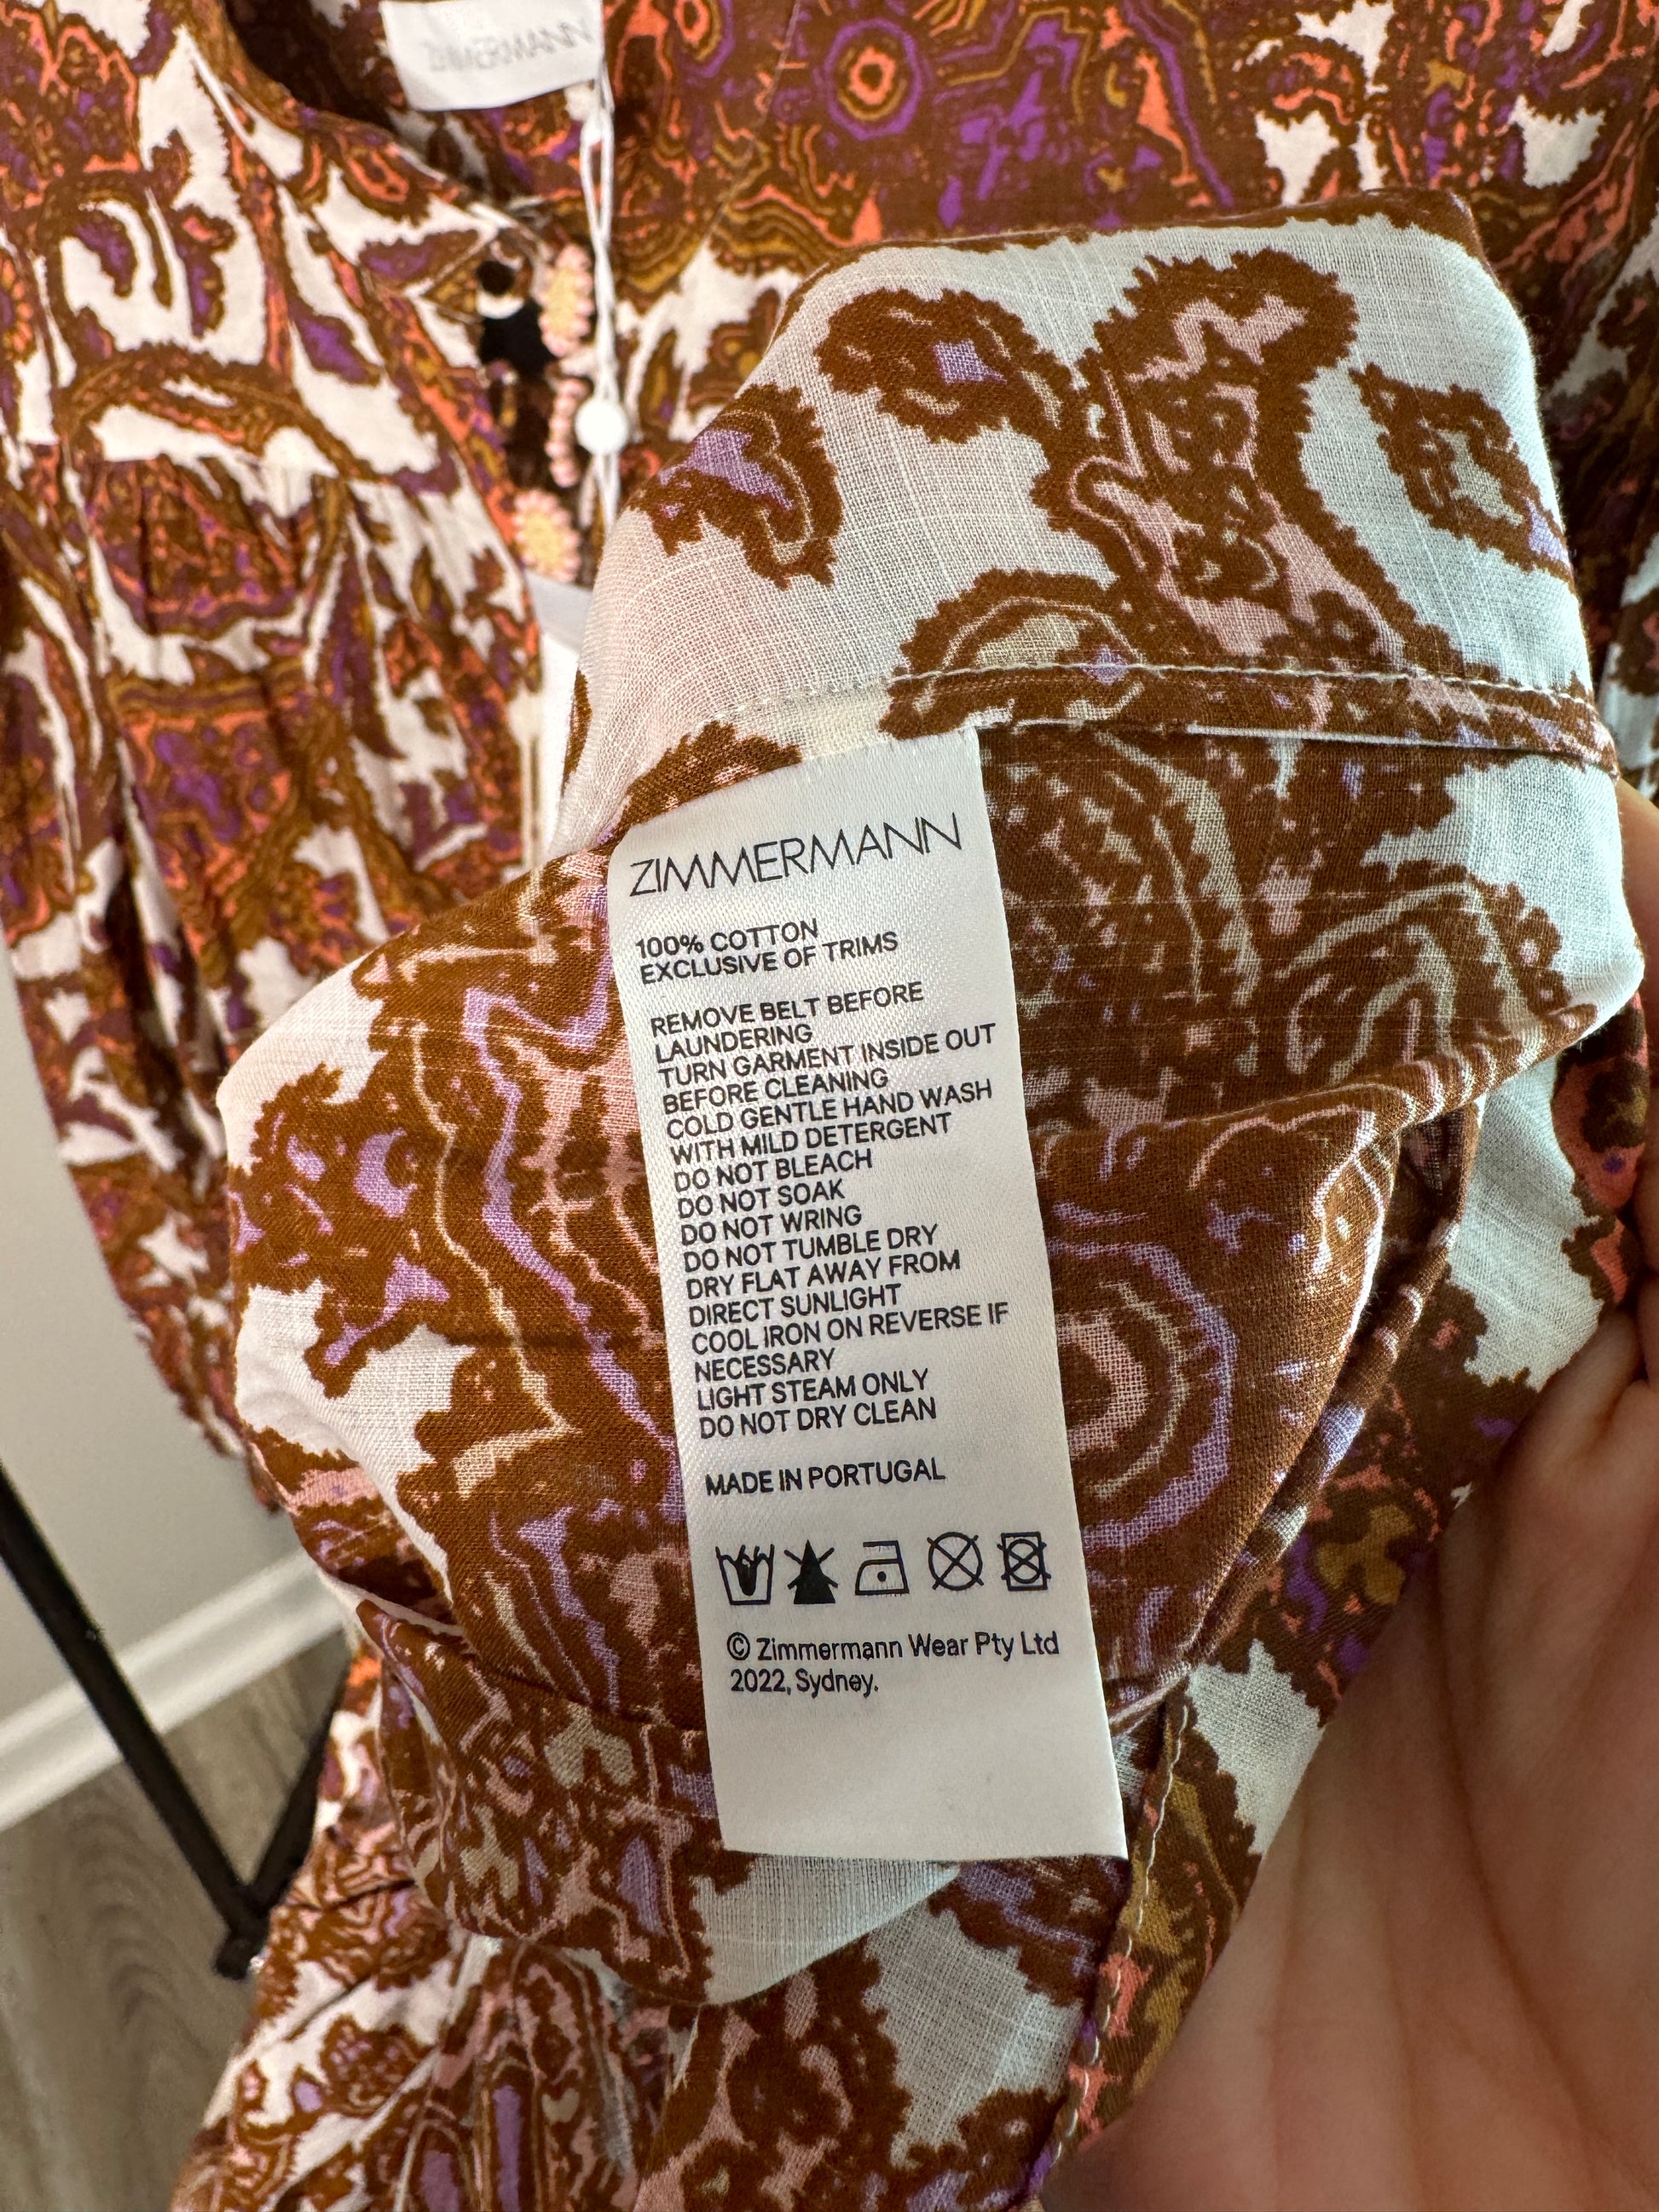 ZIMMERMANN
ZIMMERMANN
100% COTTON
EXCLUSIVE OF TRIMS
REMOVE BELT BEFORE
LAUNDERING
TURN GARMENT INSIDE OUT
BEFORE CLEANING
COLD GENTLE HAND WASH
WITH MILD DETERGENT
DO NOT BLEACH
DO NOT SOAK
DO NOT WRING
DO NOT TUMBLE DRY
DRY FLAT AWAY FROM
DIRECT SUNLIGHT
COOL IRON ON REVERSE IF
NECESSARY
LIGHT STEAM ONLY
DO NOT DRY CLEAN
MADE IN PORTUGAL
© Zimmermann Wear Pty Ltd
2022, Sydney.